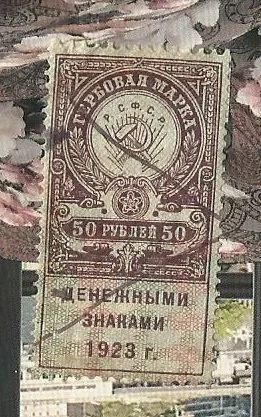 ГЕРБОВАЯ МАРКА
Р.С.Ф.С.Р.
50 РУБЛЕЙ 50
ДЕНЕЖНЫМИ
ЗНАКАМИ
1923 г.